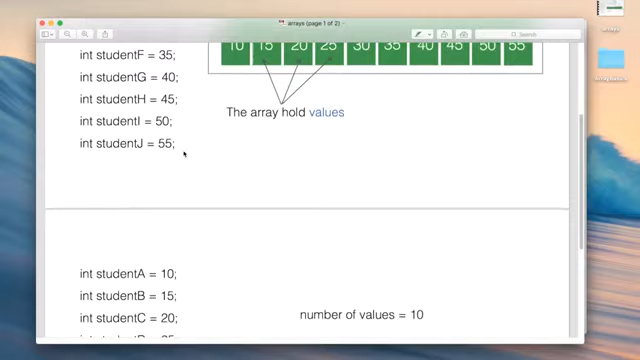 arrays (page 1 of 2)
Search
int studentF = 35;
int studentG = 40;
int studentH = 45;
int studentI = 50;
int studentJ = 55;
10 15 20 25 30 35 40 45 50 55
The array hold values
int studentA = 10;
int studentB = 15;
int studentC = 20;
number of values = 10
arrays